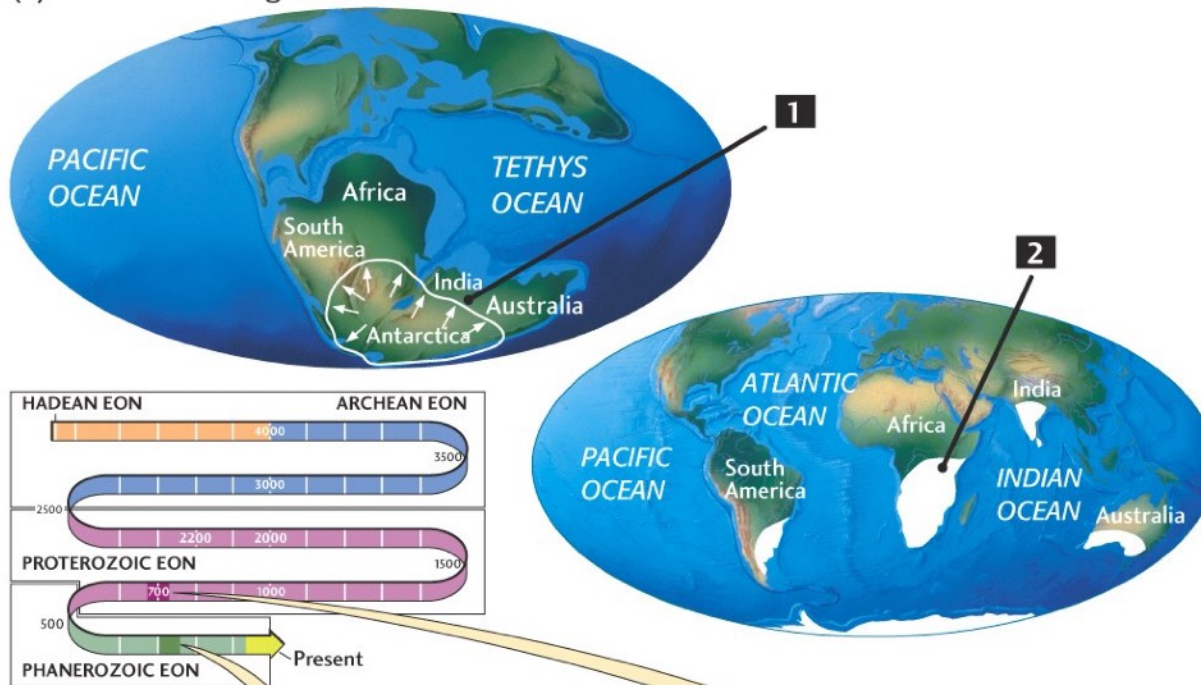 1
PACIFIC
OCEAN
TETHYS
OCEAN
Africa
South
America
India
Australia
Antarctica
2
ATLANTIC
OCEAN
India
Africa
PACIFIC
OCEAN
South
America
INDIAN
OCEAN
Australia
HADEAN EON
ARCHEAN EON
4000
3500
3000
2500
2200
2000
PROTEROZOIC EON
1500
700
1000
500
Present
PHANEROZOIC EON